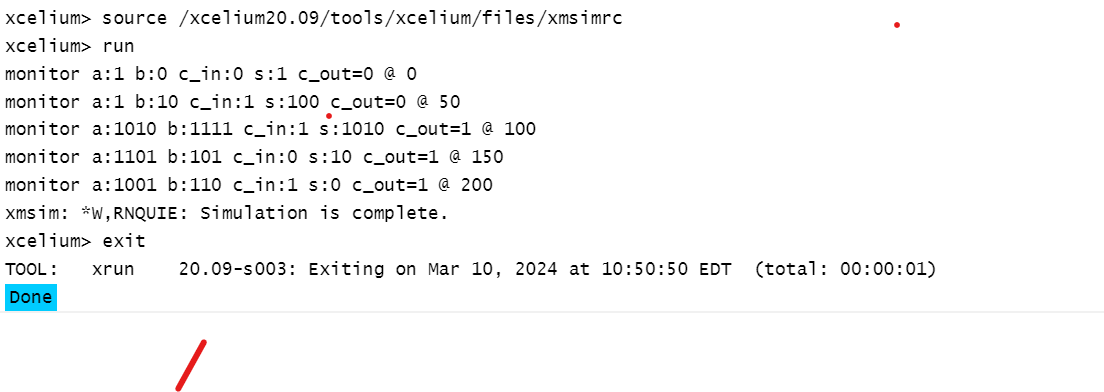 xcelium> source /xcelium20.09/tools/xcelium/files/xmsimrc
xcelium> run
monitor a:1 b:0 c_in:0 s:1 c_out=0 @ 0
monitor a:1 b:10 c_in:1 s:100 c_out=0 @ 50
monitor a:1010 b:1111 c_in:1 s:1010 c_out=1 @ 100
monitor a:1101 b:101 c_in:0 s:10 c_out=1 @ 150
monitor a:1001 b:110 c_in:1 s:0 c_out=1 @ 200
xmsim: *W,RNQUIE: Simulation is complete.
xcelium> exit
TOOL:   xrun    20.09-s003: Exiting on Mar 10, 2024 at 10:50:50 EDT  (total: 00:00:01)
Done